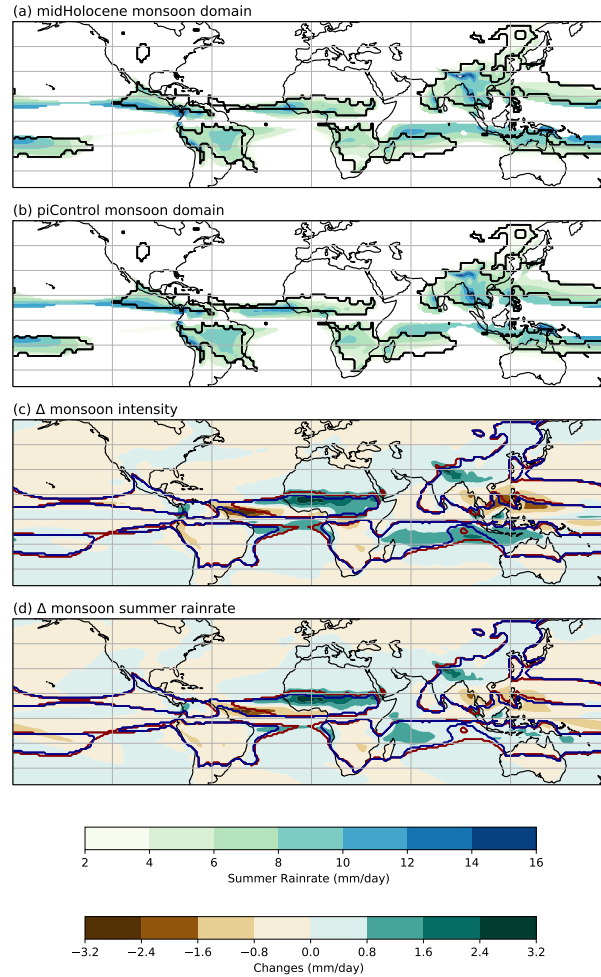 (a) midHolocene monsoon domain
(b) piControl monsoon domain
(c) Δ monsoon intensity
(d) Δ monsoon summer rainrate
2 4 6 8 10 12 14 16
Summer Rainrate (mm/day)
−3.2 −2.4 −1.6 −0.8 0.0 0.8 1.6 2.4 3.2
Changes (mm/day)